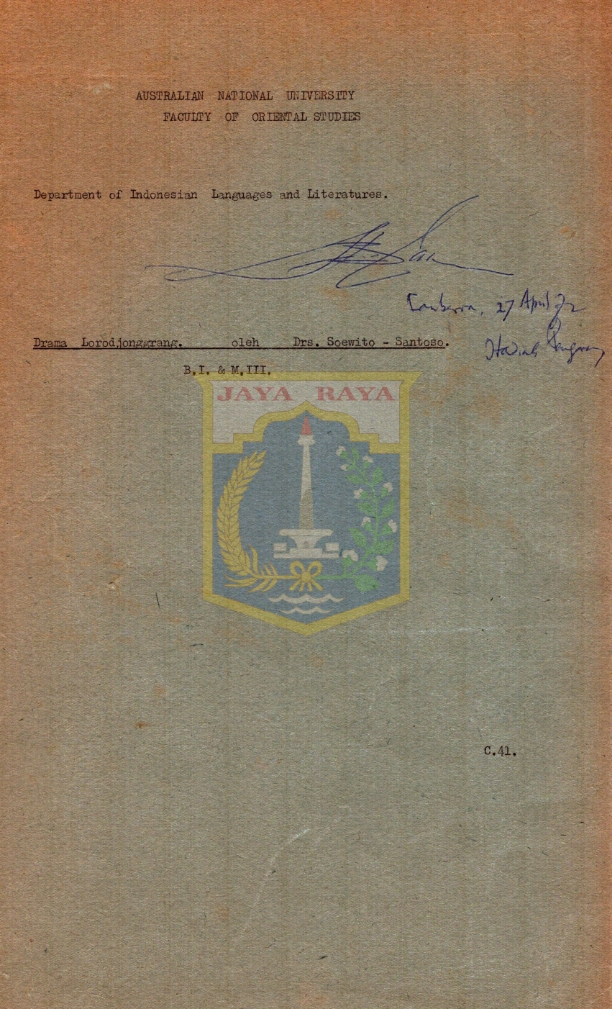 AUSTRALIAN NATIONAL UNIVERSITY
FACULTY OF ORIENTAL STUDIES
Department of Indonesian Languages and Literatures.
Canberra, 27 April 72
Drama Lorodjonggrang. oleh Drs. Soewito - Santoso.
Hadiah
B.I. & M.III.
JAYA RAYA
C.41.